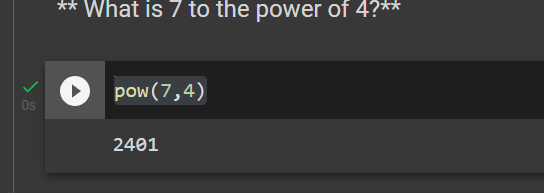 ** What is 7 to the power of 4?**
pow(7,4)
0s
2401